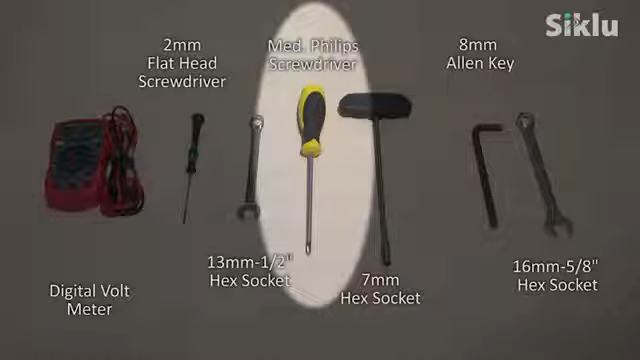 Siklu
2mm
Flat Head
Screwdriver
Med. Philips
Screwdriver
8mm
Allen Key
13mm-1/2"
Hex Socket
7mm
Hex Socket
16mm-5/8"
Hex Socket
Digital Volt
Meter